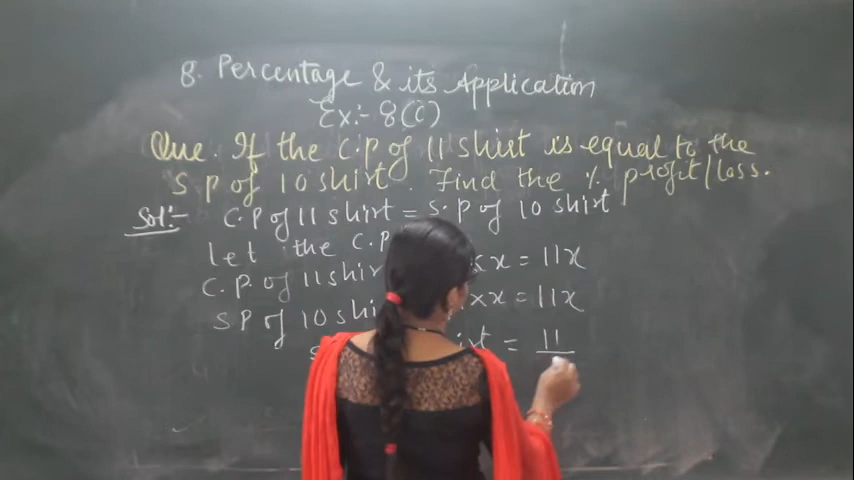 8. Percentage & its Application
Ex:- 8(C)
Que. If the C.P of 11 shirt is equal to the
S.P of 10 shirt. Find the % profit/loss.
Sol:- C.P of 11 shirt = S.P of 10 shirt
Let the C.P
C.P. of 11 shir x x = 11x
SP of 10 shi x x = 11x
S = 11